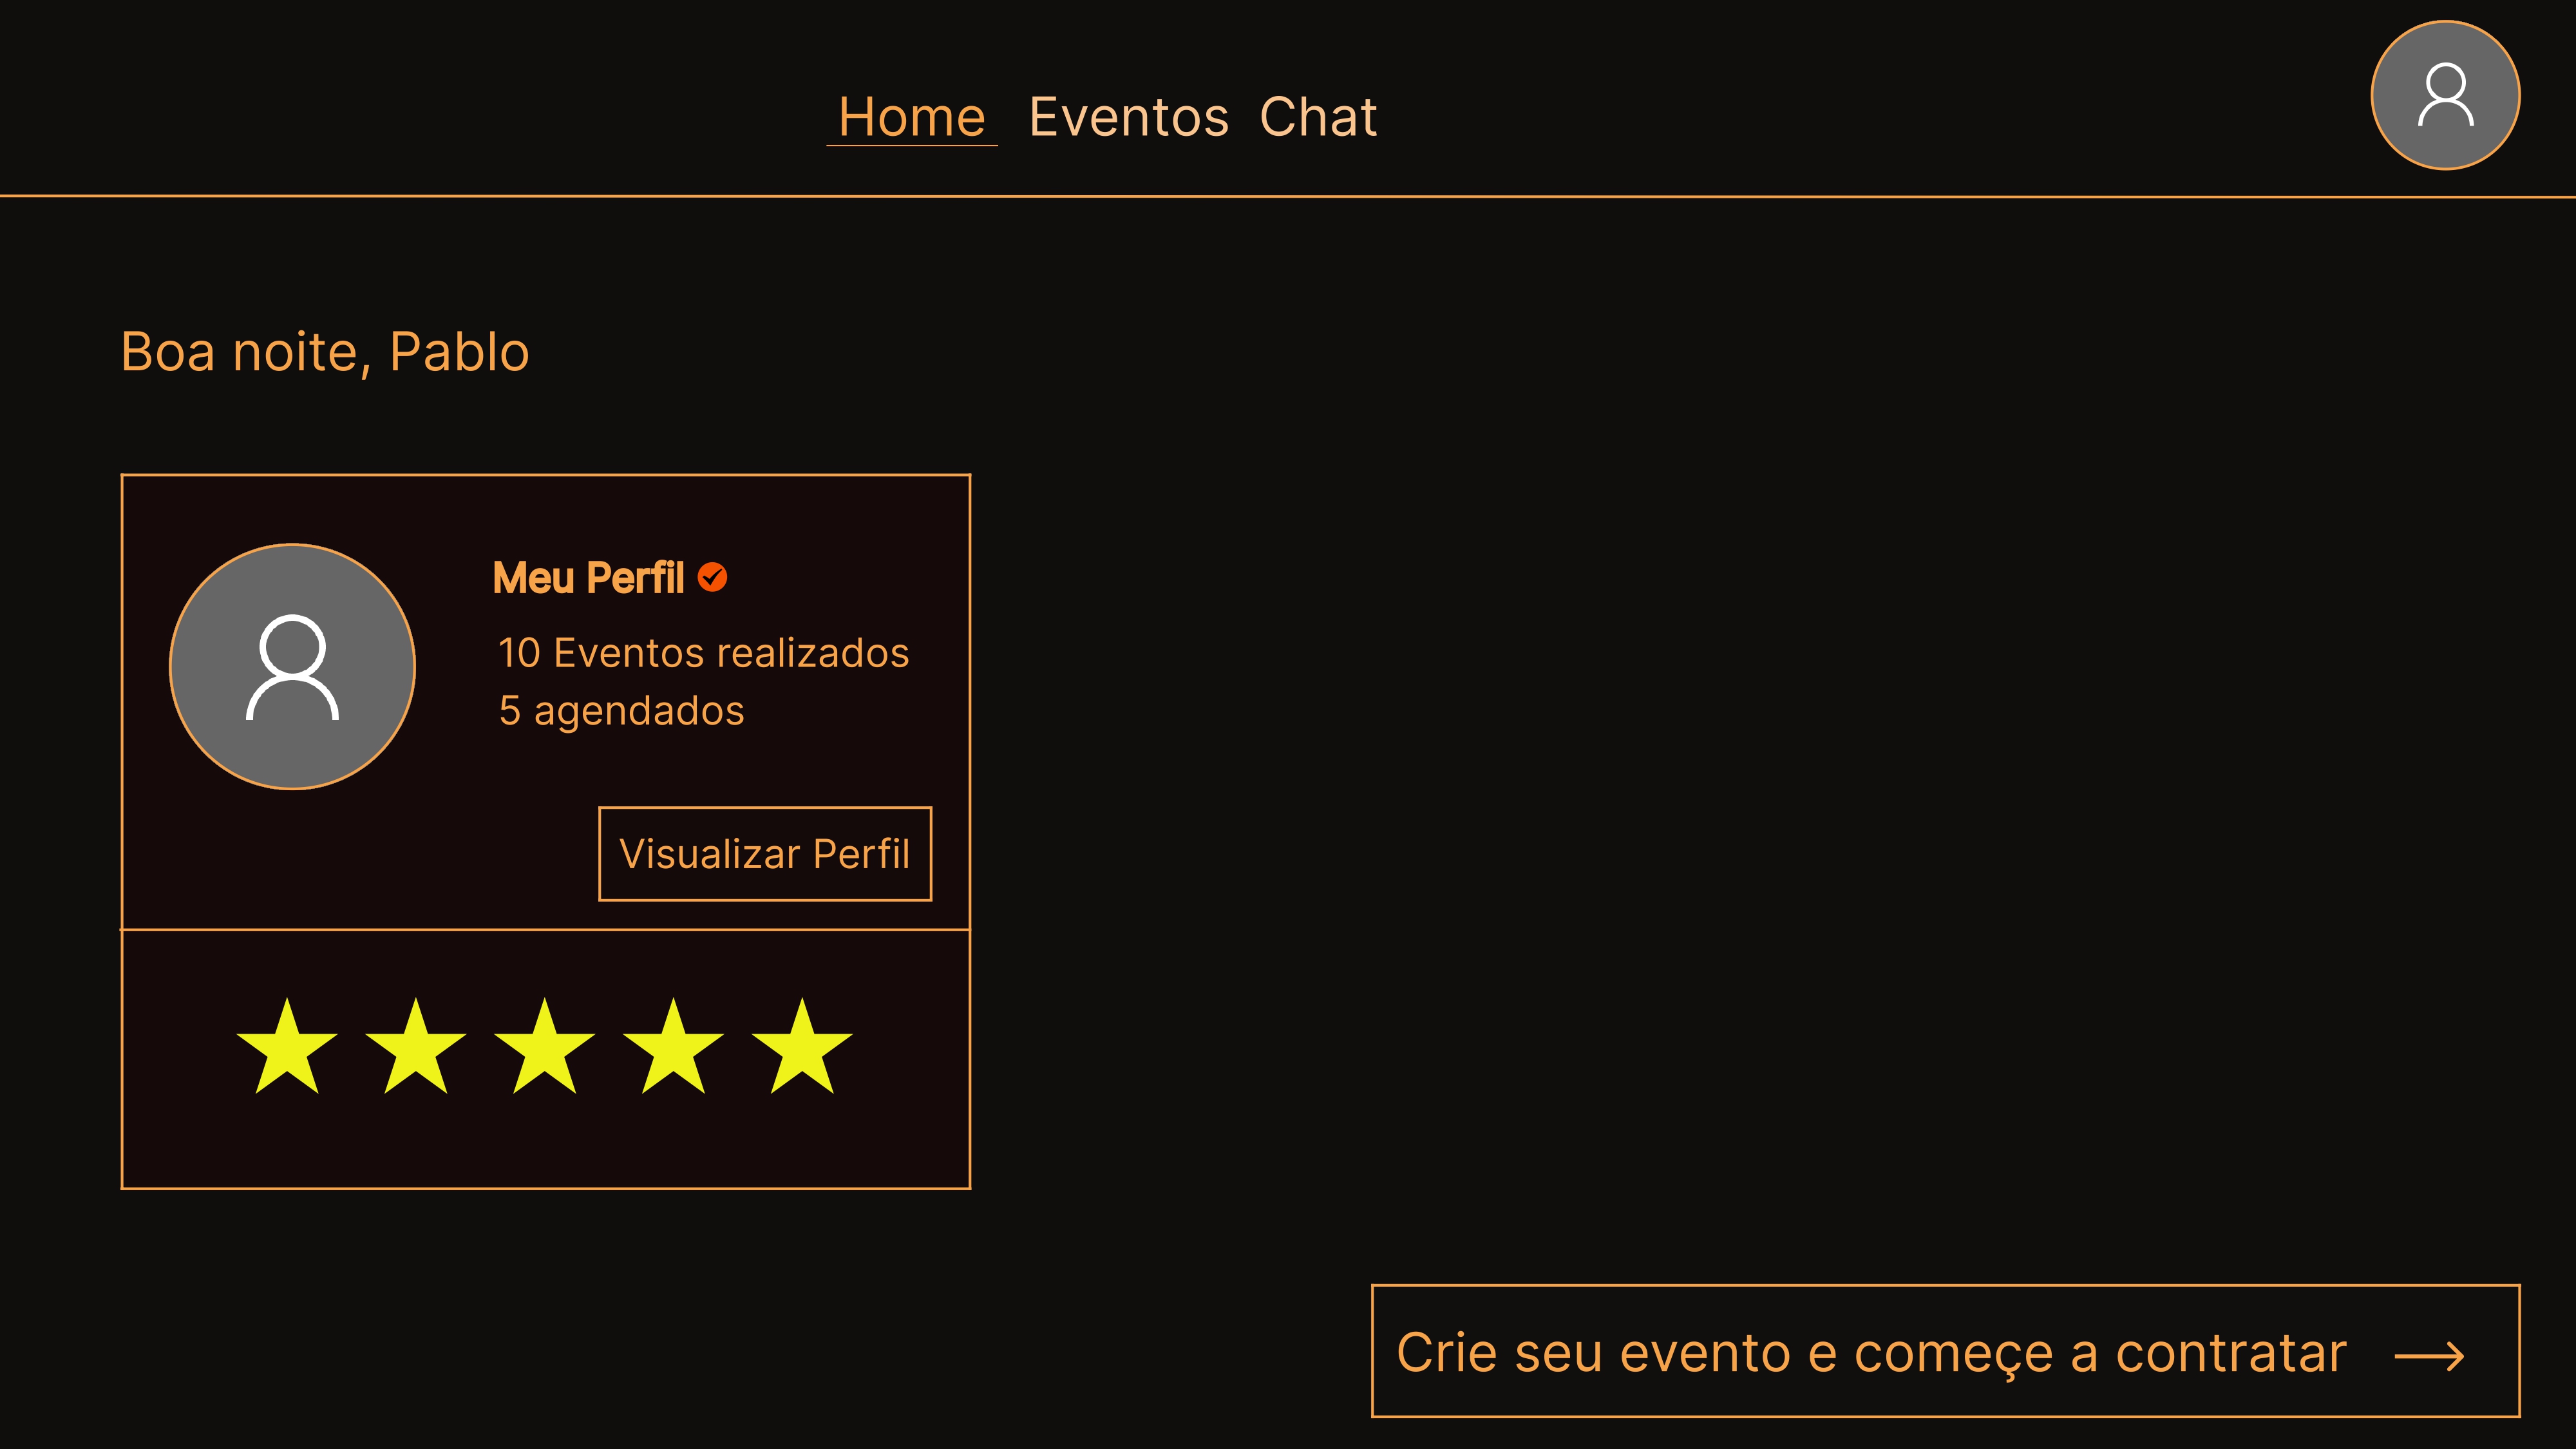 Home Eventos Chat
Boa noite, Pablo
Meu Perfil
10 Eventos realizados
5 agendados
Visualizar Perfil
Crie seu evento e começe a contratar